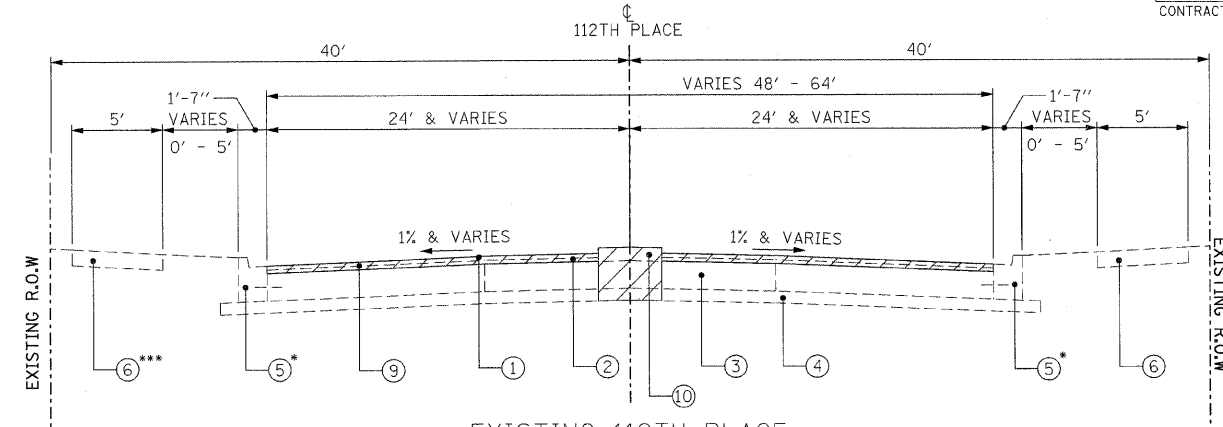 CONTRACT
℄
112TH PLACE
40' 40'
VARIES 48' - 64'
1'-7" 1'-7"
5' VARIES 24' & VARIES 24' & VARIES VARIES 5'
0' - 5' 0' - 5'
1% & VARIES 1% & VARIES
EXISTING R.O.W
EXISTING R.O.W
6*** 5* 9 1 2 10 3 4 5* 6